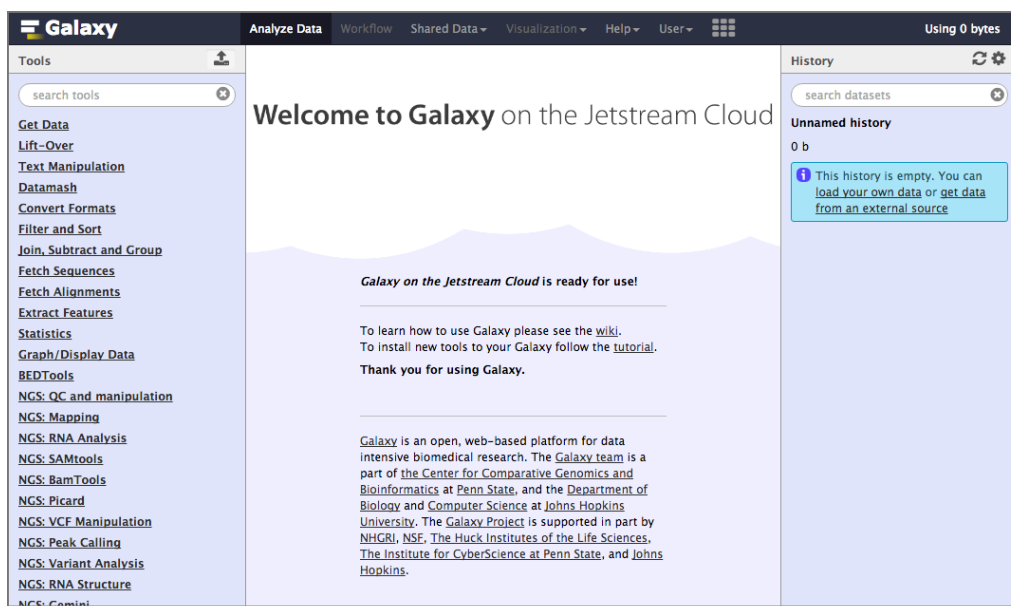 Galaxy
Analyze Data Workflow Shared Data Visualization Help User
Using 0 bytes
Tools
search tools
Get Data
Lift-Over
Text Manipulation
Datamash
Convert Formats
Filter and Sort
Join, Subtract and Group
Fetch Sequences
Fetch Alignments
Extract Features
Statistics
Graph/Display Data
BEDTools
NGS: QC and manipulation
NGS: Mapping
NGS: RNA Analysis
NGS: SAMtools
NGS: BamTools
NGS: Picard
NGS: VCF Manipulation
NGS: Peak Calling
NGS: Variant Analysis
NGS: RNA Structure
NGS: Gemini
Welcome to Galaxy on the Jetstream Cloud
Galaxy on the Jetstream Cloud is ready for use!
To learn how to use Galaxy please see the wiki.
To install new tools to your Galaxy follow the tutorial.
Thank you for using Galaxy.
Galaxy is an open, web-based platform for data
intensive biomedical research. The Galaxy team is a
part of the Center for Comparative Genomics and
Bioinformatics at Penn State, and the Department of
Biology and Computer Science at Johns Hopkins
University. The Galaxy Project is supported in part by
NHGRI, NSF, The Huck Institutes of the Life Sciences,
The Institute for CyberScience at Penn State, and Johns
Hopkins.
History
search datasets
Unnamed history
0 b
This history is empty. You can
load your own data or get data
from an external source